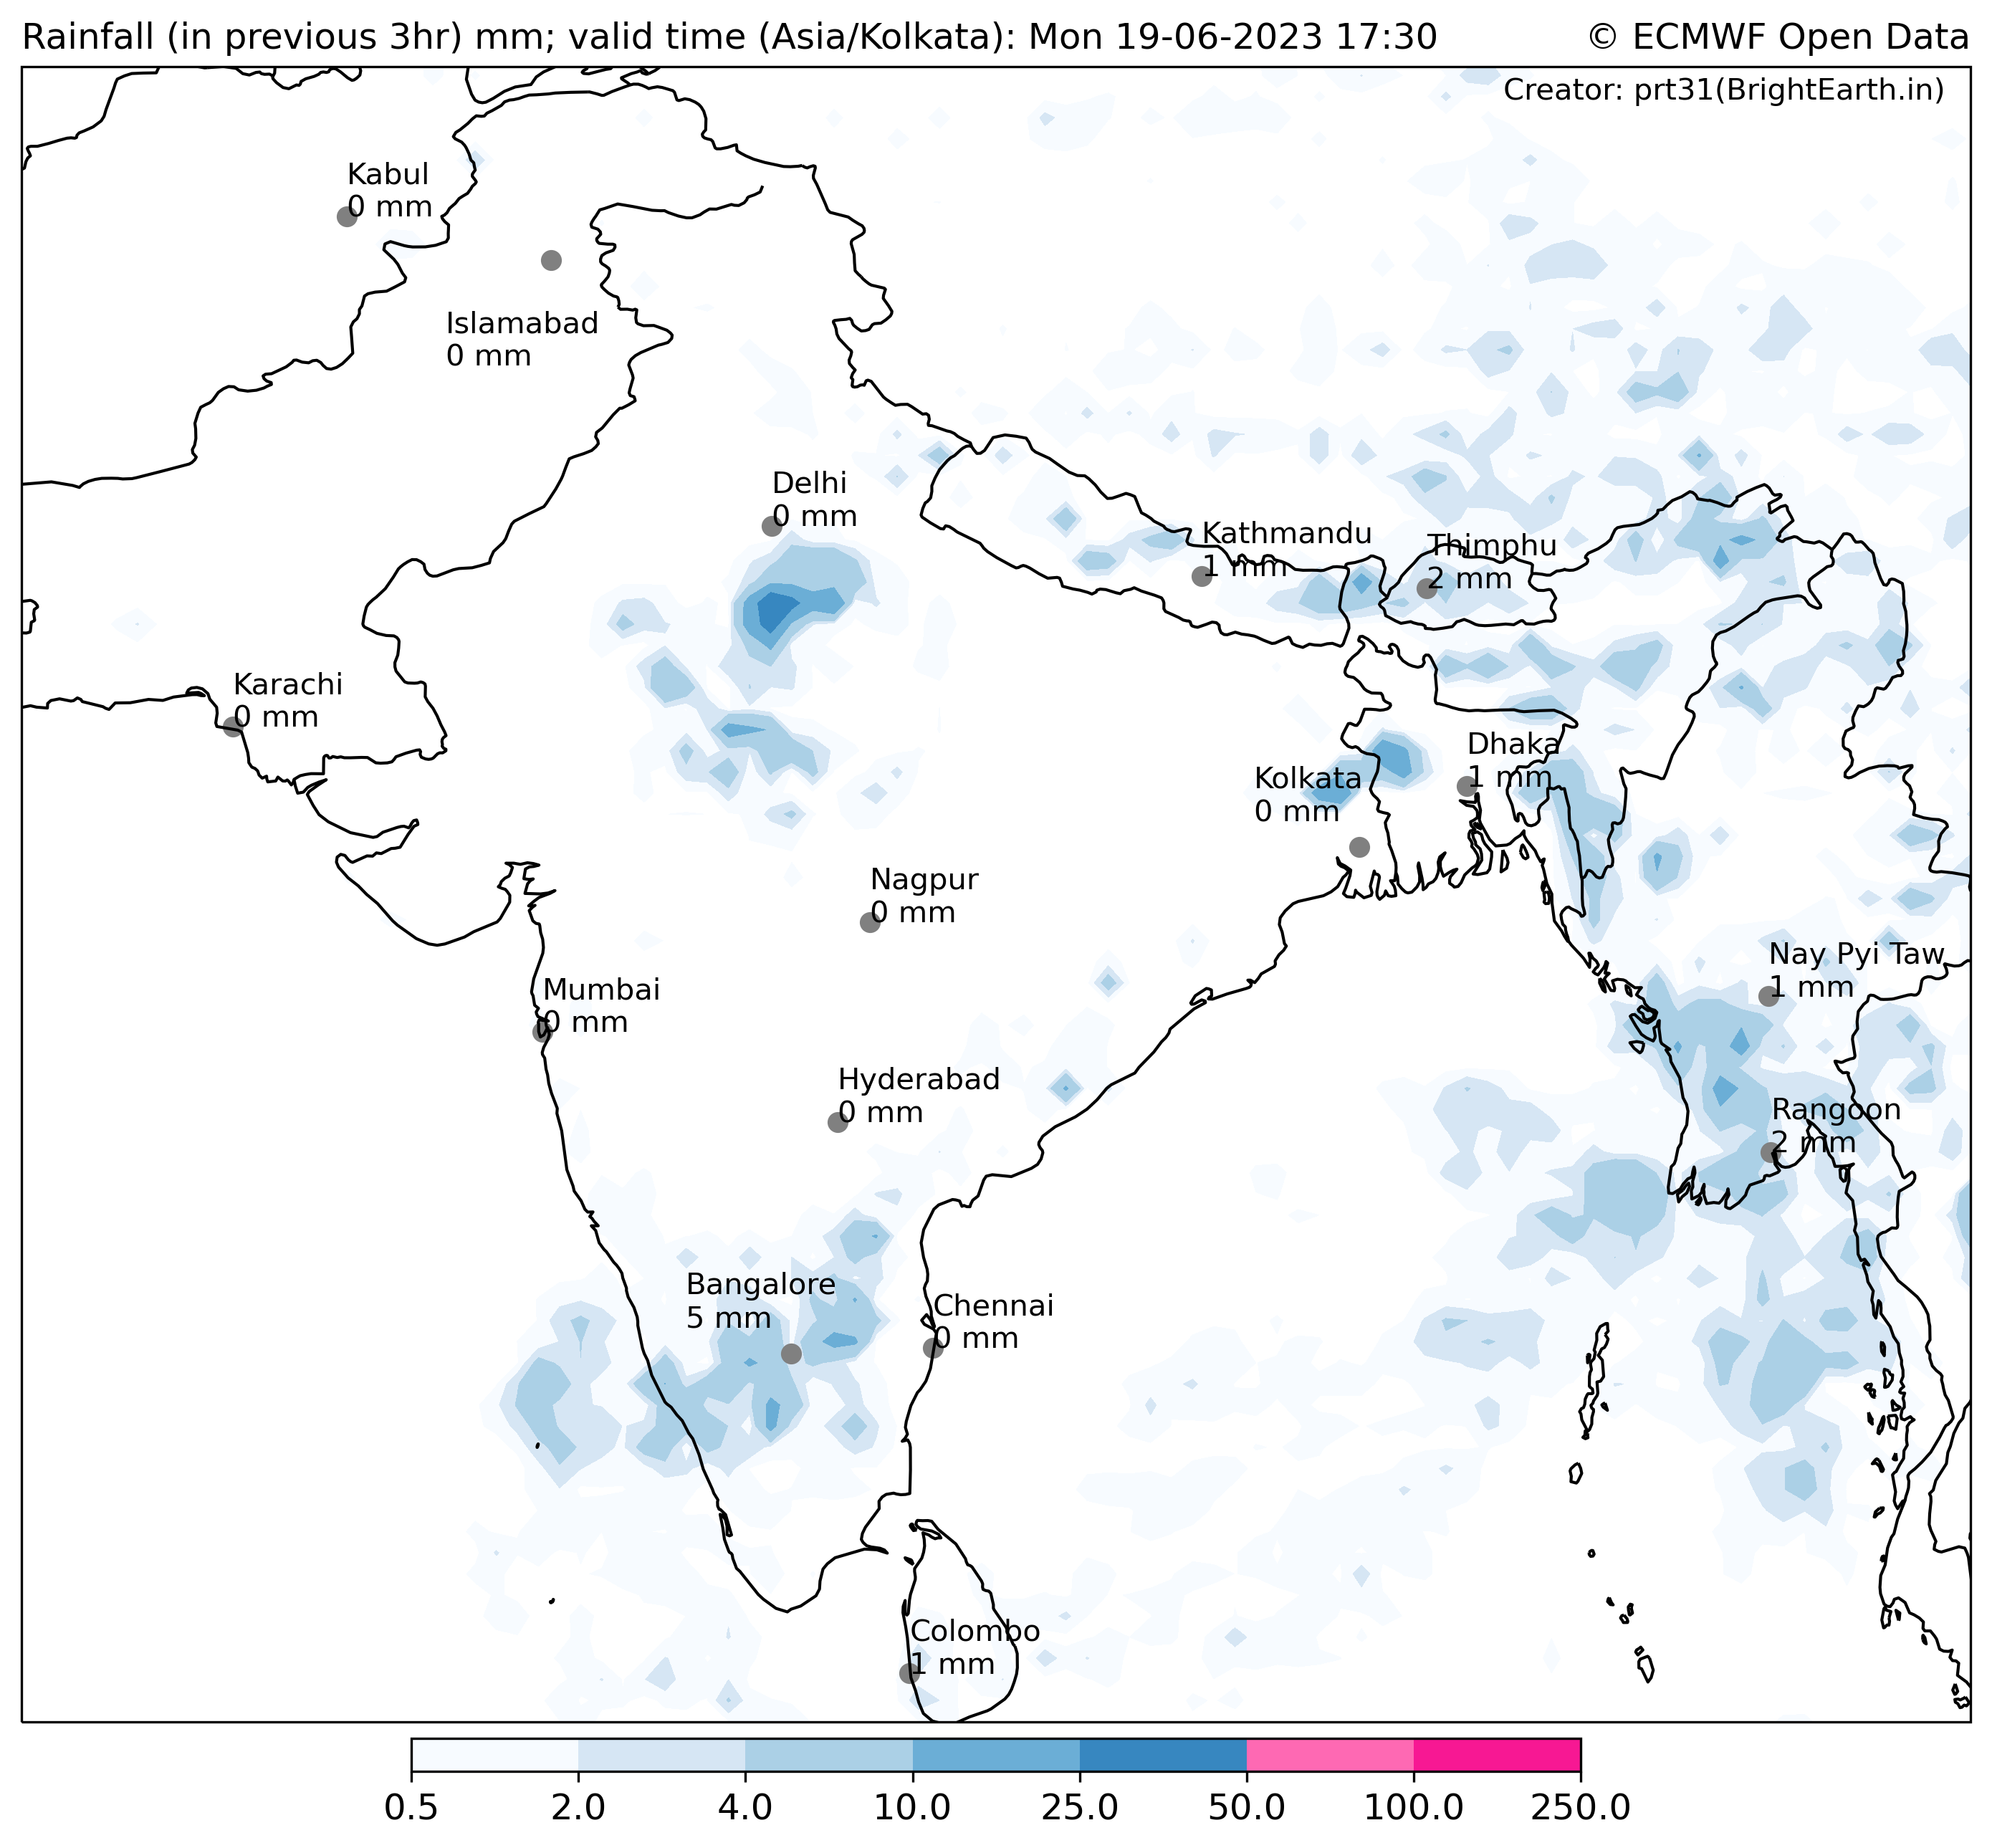 Rainfall (in previous 3hr) mm; valid time (Asia/Kolkata): Mon 19-06-2023 17:30
© ECMWF Open Data
Creator: prt31(BrightEarth.in)
Kabul
0 mm
Islamabad
0 mm
Delhi
0 mm
Kathmandu
1 mm
Thimphu
2 mm
Karachi
0 mm
Dhaka
1 mm
Kolkata
0 mm
Nagpur
0 mm
Nay Pyi Taw
1 mm
Mumbai
0 mm
Hyderabad
0 mm
Rangoon
2 mm
Bangalore
5 mm
Chennai
0 mm
Colombo
1 mm
0.5 2.0 4.0 10.0 25.0 50.0 100.0 250.0